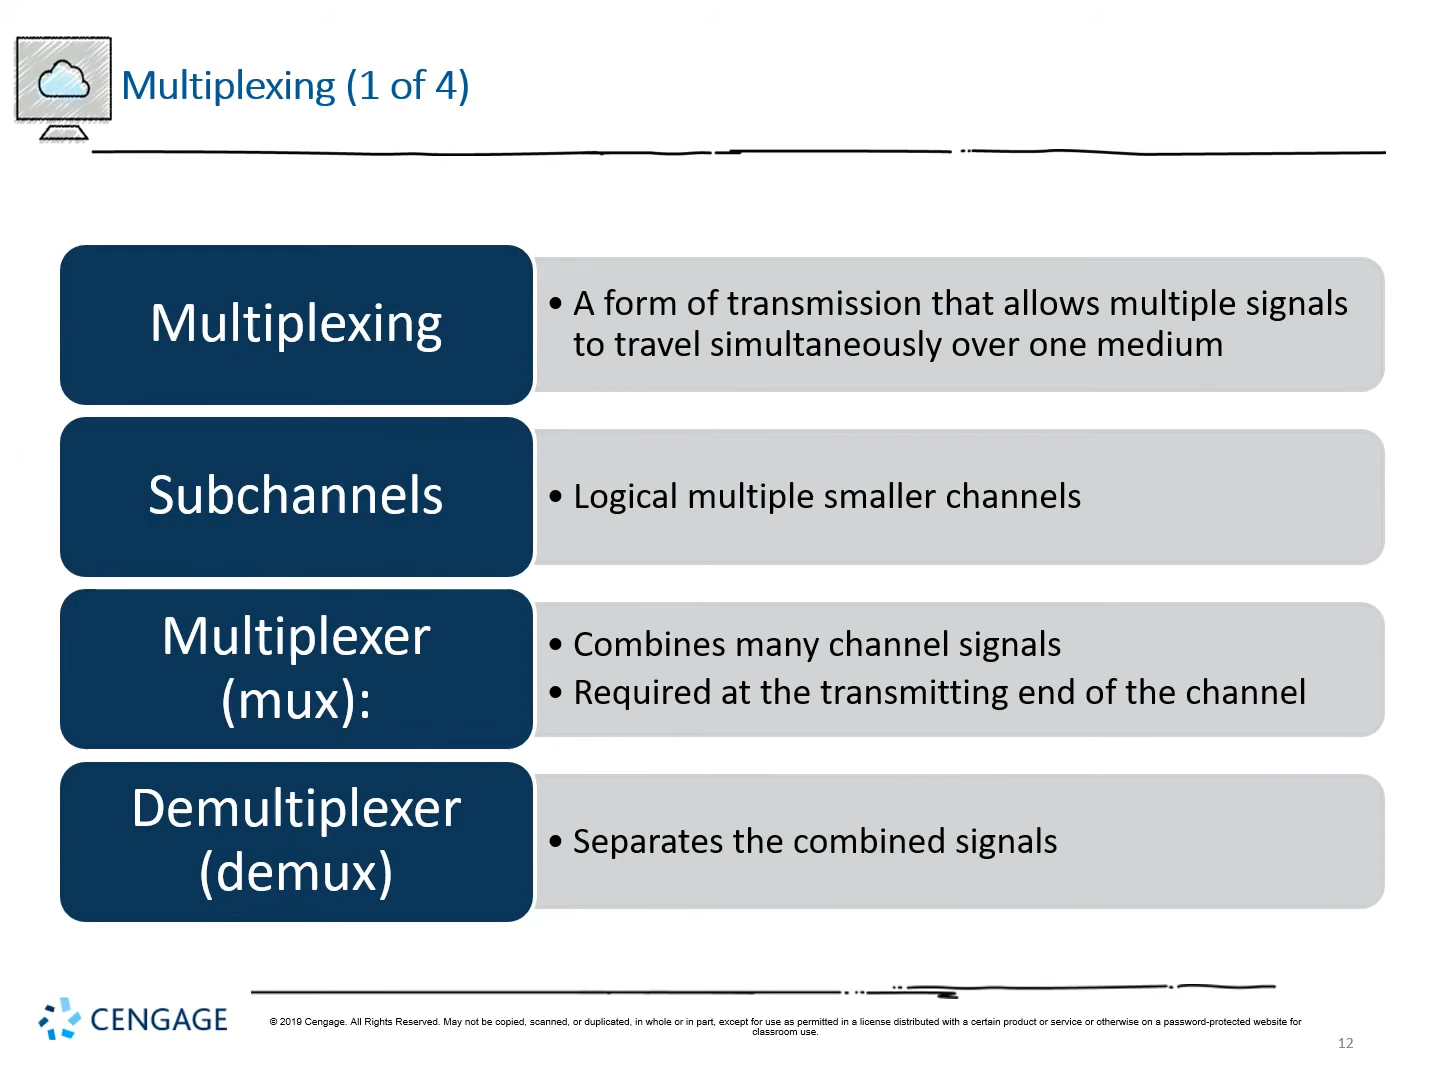 Multiplexing (1 of 4)
Multiplexing
• A form of transmission that allows multiple signals
to travel simultaneously over one medium
Subchannels
• Logical multiple smaller channels
Multiplexer
(mux):
• Combines many channel signals
• Required at the transmitting end of the channel
Demultiplexer
(demux)
• Separates the combined signals
CENGAGE
© 2019 Cengage. All Rights Reserved. May not be copied, scanned, or duplicated, in whole or in part, except for use as permitted in a license distributed with a certain product or service or otherwise on a password-protected website for
classroom use.
12